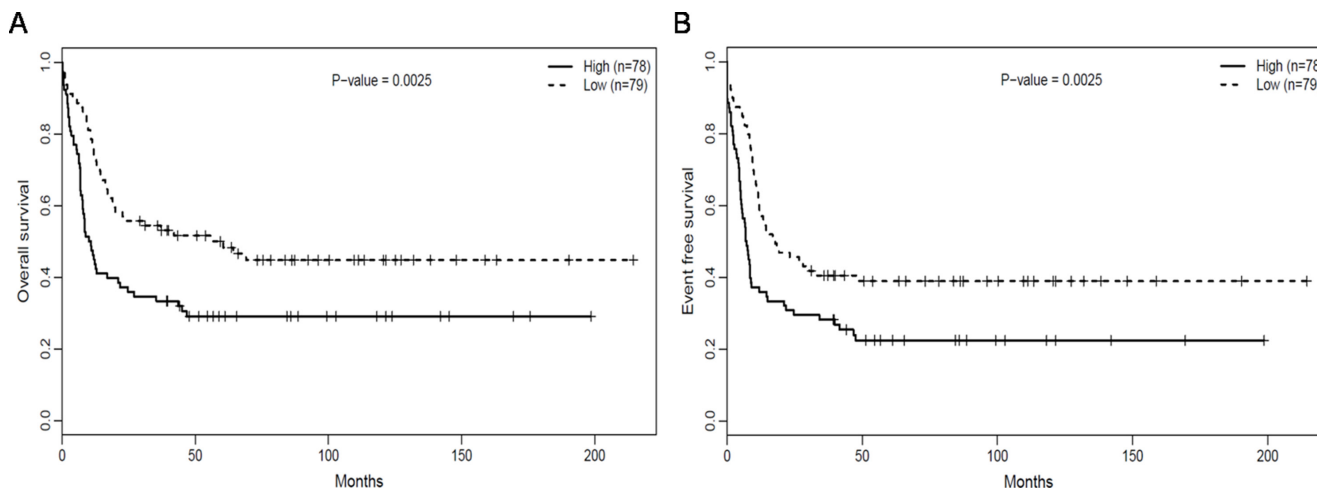 A
Overall survival
1.0
0.8
0.6
0.4
0.2
0.0
P-value = 0.0025
High (n=78)
Low (n=79)
0 50 100 150 200
Months
B
Event free survival
1.0
0.8
0.6
0.4
0.2
0.0
P-value = 0.0025
High (n=78
Low (n=79
0 50 100 150 200
Months